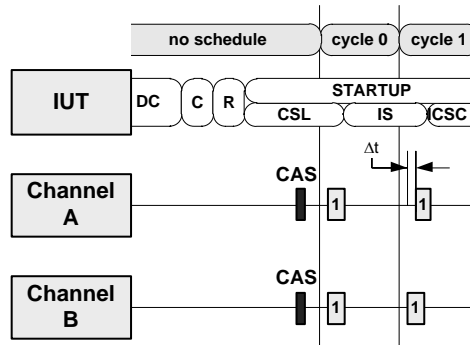 no schedule cycle 0 cycle 1
IUT
DC C R STARTUP
CSL IS ICSC
Δt
Channel A
CAS
1 1
Channel B
CAS
1 1